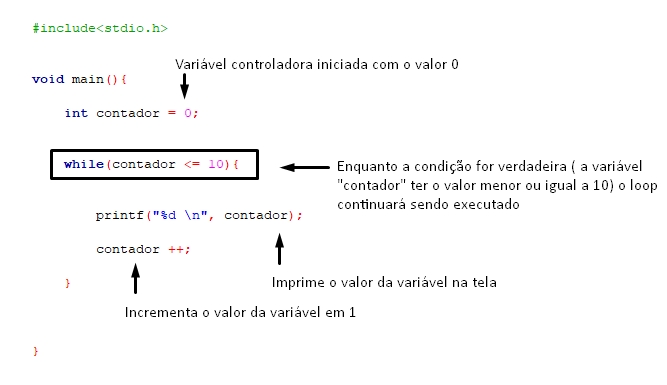 #include<stdio.h>
Variável controladora iniciada com o valor 0
void main(){
int contador = 0;
while(contador <= 10){
Enquanto a condição for verdadeira ( a variável
"contador" ter o valor menor ou igual a 10) o loop
continuará sendo executado
printf("%d \n", contador);
contador ++;
}
Imprime o valor da variável na tela
Incrementa o valor da variável em 1
}